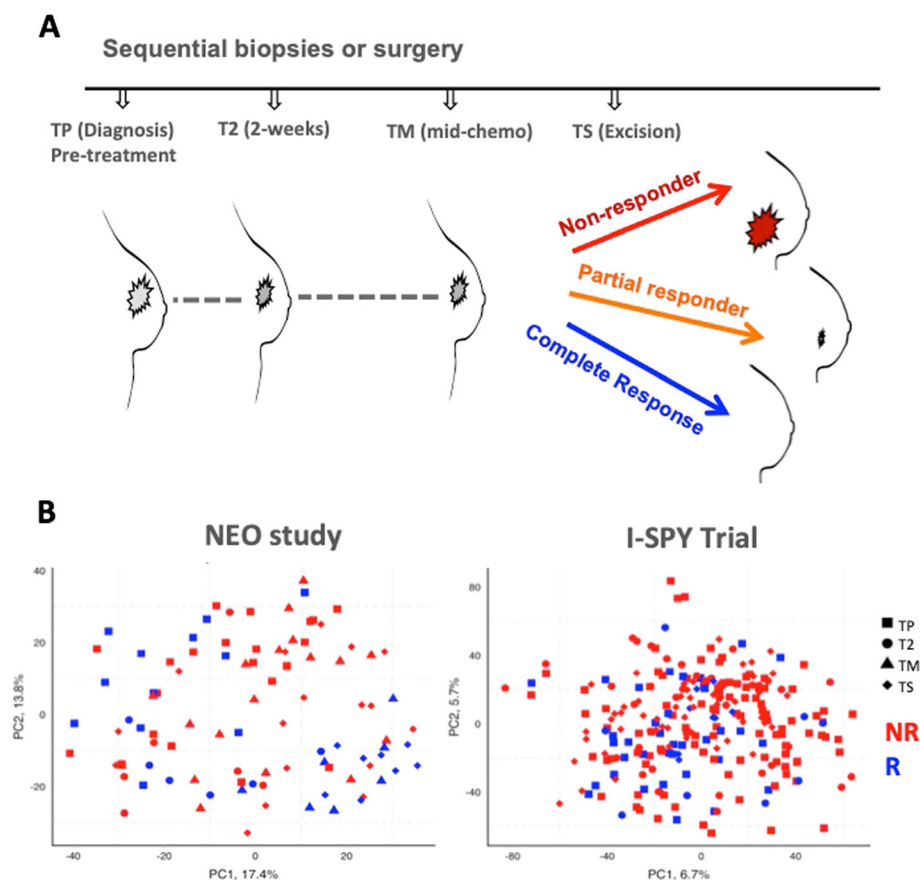 A
Sequential biopsies or surgery
TP (Diagnosis)
Pre-treatment
T2 (2-weeks)
TM (mid-chemo)
TS (Excision)
Non-responder
Partial responder
Complete Response
B
NEO study
I-SPY Trial
40
20
0
-20
PC2, 13.8%
-40
-20
0
20
PC1, 17.4%
80
40
0
-40
PC2, 5.7%
-80
-40
0
40
PC1, 6.7%
TP
T2
TM
TS
NR
R